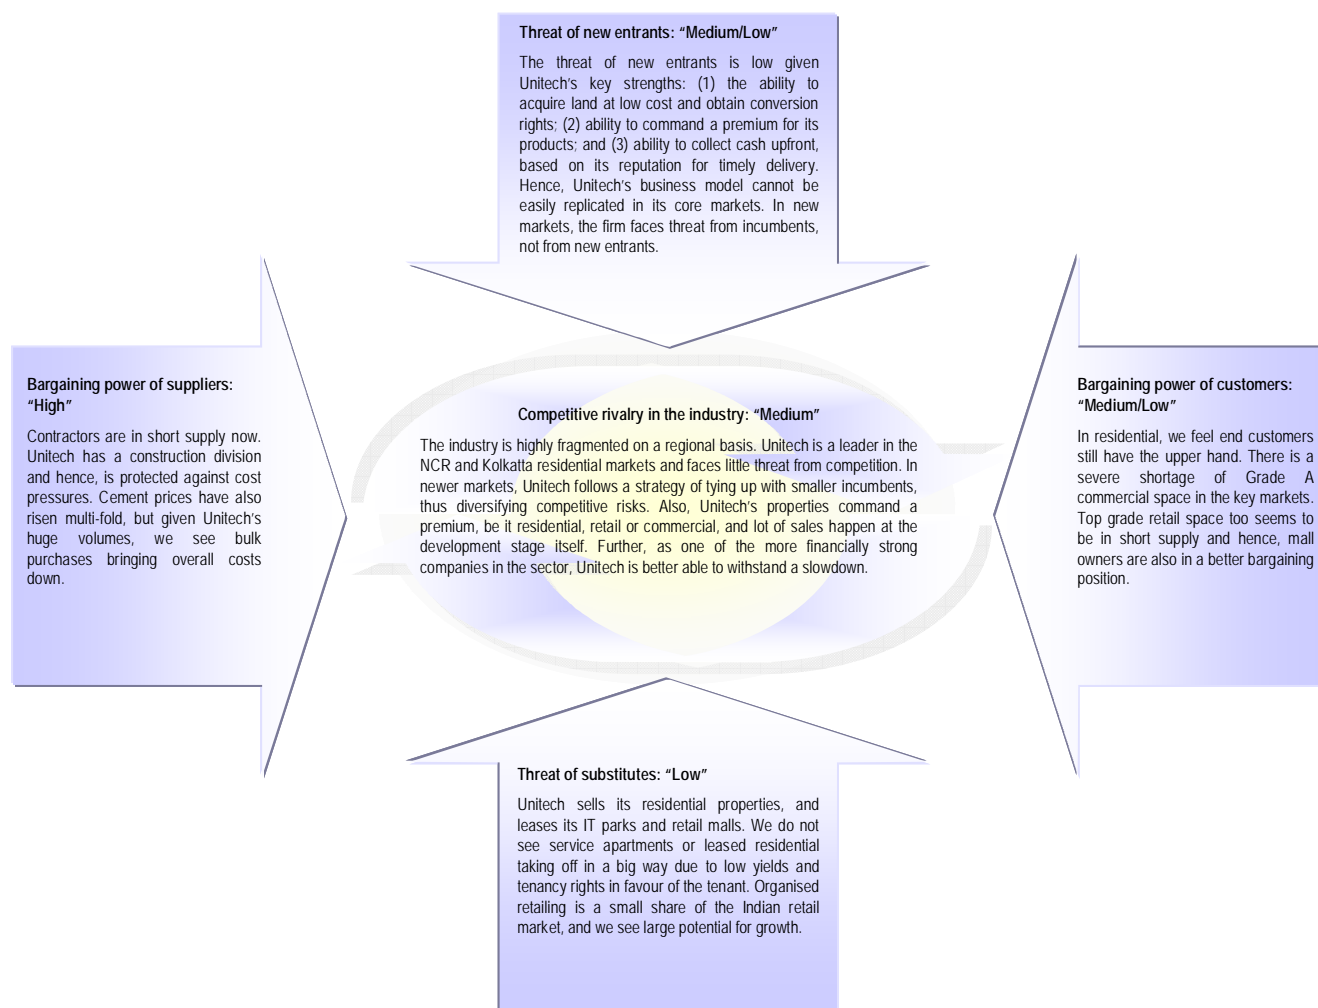 Threat of new entrants: “Medium/Low”
The threat of new entrants is low given
Unitech’s key strengths: (1) the ability to
acquire land at low cost and obtain conversion
rights; (2) ability to command a premium for its
products; and (3) ability to collect cash upfront,
based on its reputation for timely delivery.
Hence, Unitech’s business model cannot be
easily replicated in its core markets. In new
markets, the firm faces threat from incumbents,
not from new entrants.
Bargaining power of suppliers:
“High”
Contractors are in short supply now.
Unitech has a construction division
and hence, is protected against cost
pressures. Cement prices have also
risen multi-fold, but given Unitech’s
huge volumes, we see bulk
purchases bringing overall costs
down.
Competitive rivalry in the industry: “Medium”
The industry is highly fragmented on a regional basis. Unitech is a leader in the
NCR and Kolkatta residential markets and faces little threat from competition. In
newer markets, Unitech follows a strategy of tying up with smaller incumbents,
thus diversifying competitive risks. Also, Unitech’s properties command a
premium, be it residential, retail or commercial, and lot of sales happen at the
development stage itself. Further, as one of the more financially strong
companies in the sector, Unitech is better able to withstand a slowdown.
Bargaining power of customers:
“Medium/Low”
In residential, we feel end customers
still have the upper hand. There is a
severe shortage of Grade A
commercial space in the key markets.
Top grade retail space too seems to
be in short supply and hence, mall
owners are also in a better bargaining
position.
Threat of substitutes: “Low”
Unitech sells its residential properties, and
leases its IT parks and retail malls. We do not
see service apartments or leased residential
taking off in a big way due to low yields and
tenancy rights in favour of the tenant. Organised
retailing is a small share of the Indian retail
market, and we see large potential for growth.